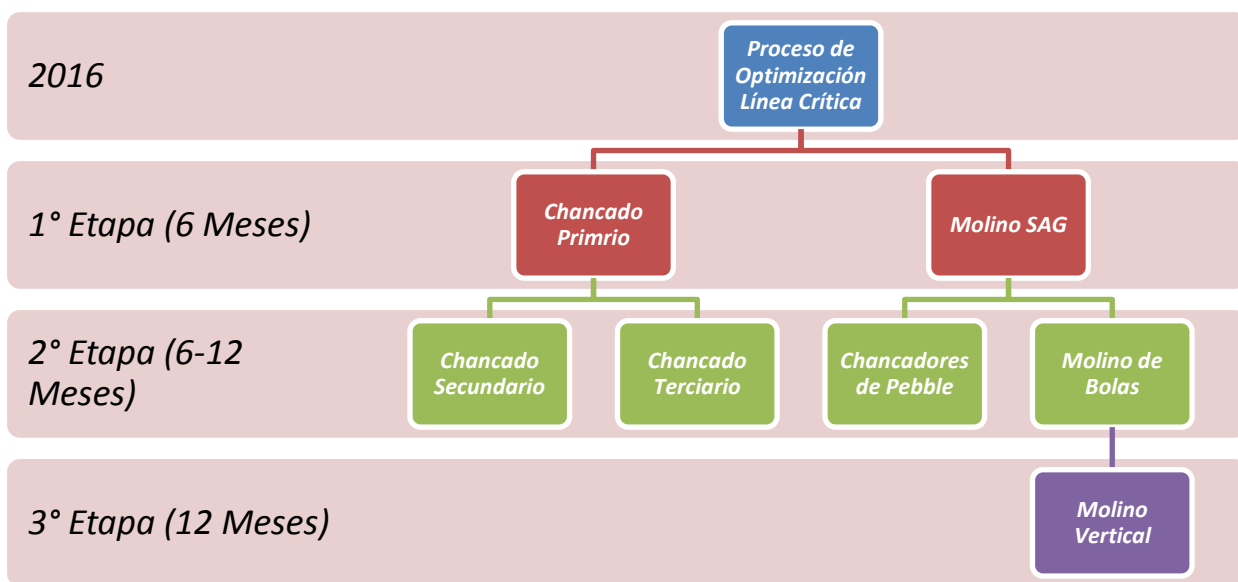 2016
Proceso de
Optimización
Línea Crítica
1° Etapa (6 Meses)
Chancado
Primrio
Molino SAG
2° Etapa (6-12
Meses)
Chancado
Secundario
Chancado
Terciario
Chancadores
de Pebble
Molino de
Bolas
3° Etapa (12 Meses)
Molino
Vertical